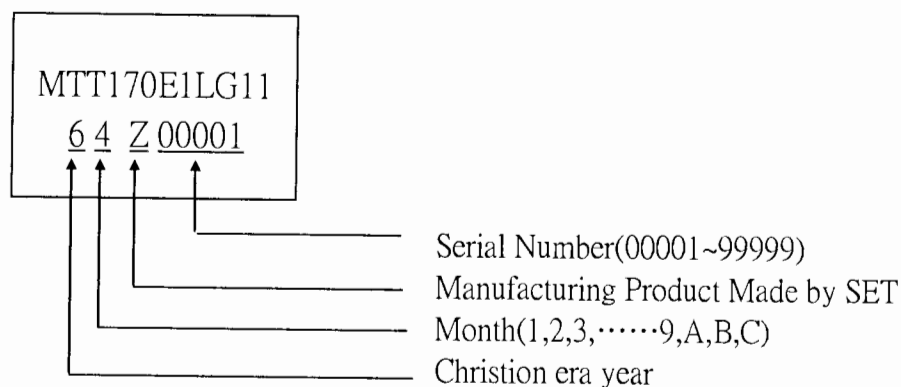 MTT170E1LG11
6 4 Z 00001
Serial Number(00001~99999)
Manufacturing Product Made by SET
Month(1,2,3,⋯⋯9,A,B,C)
Christion era year